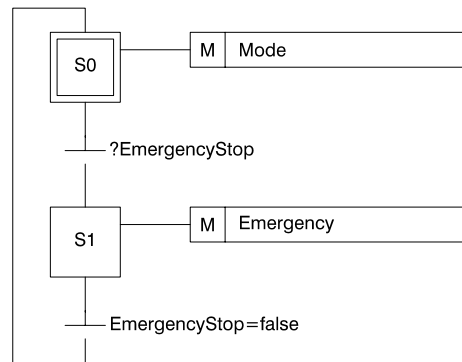 S0
M Mode
?EmergencyStop
S1
M Emergency
EmergencyStop=false